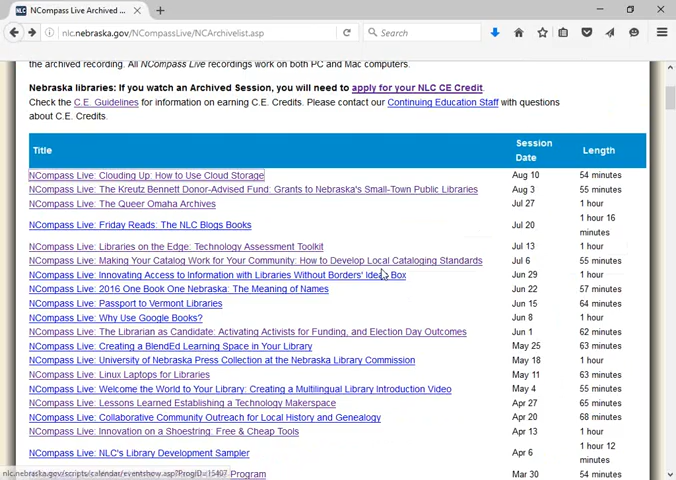 NCompass Live Archived ...
nlc.nebraska.gov/NCompassLive/NCArchivelist.asp
Search
the archived recording. All NCompass Live recordings work on both PC and Mac computers.
Nebraska libraries: If you watch an Archived Session, you will need to apply for your NLC CE Credit.
Check the C.E. Guidelines for information on earning C.E. Credits. Please contact our Continuing Education Staff with questions
about C.E. Credits.
Title Session Date Length
NCompass Live: Clouding Up: How to Use Cloud Storage Aug 10 54 minutes
NCompass Live: The Kreutz Bennett Donor-Advised Fund: Grants to Nebraska's Small-Town Public Libraries Aug 3 55 minutes
NCompass Live: The Queer Omaha Archives Jul 27 1 hour
NCompass Live: Friday Reads: The NLC Blogs Books Jul 20 1 hour 16 minutes
NCompass Live: Libraries on the Edge: Technology Assessment Toolkit Jul 13 1 hour
NCompass Live: Making Your Catalog Work for Your Community: How to Develop Local Cataloging Standards Jul 6 55 minutes
NCompass Live: Innovating Access to Information with Libraries Without Borders' Ideas Box Jun 29 1 hour
NCompass Live: 2016 One Book One Nebraska: The Meaning of Names Jun 22 57 minutes
NCompass Live: Passport to Vermont Libraries Jun 15 64 minutes
NCompass Live: Why Use Google Books? Jun 8 1 hour
NCompass Live: The Librarian as Candidate: Activating Activists for Funding, and Election Day Outcomes Jun 1 62 minutes
NCompass Live: Creating a BlendEd Learning Space in Your Library May 25 63 minutes
NCompass Live: University of Nebraska Press Collection at the Nebraska Library Commission May 18 1 hour
NCompass Live: Linux Laptops for Libraries May 11 63 minutes
NCompass Live: Welcome the World to Your Library: Creating a Multilingual Library Introduction Video May 4 55 minutes
NCompass Live: Lessons Learned Establishing a Technology Makerspace Apr 27 65 minutes
NCompass Live: Collaborative Community Outreach for Local History and Genealogy Apr 20 68 minutes
NCompass Live: Innovation on a Shoestring: Free & Cheap Tools Apr 13 1 hour
NCompass Live: NLC's Library Development Sampler Apr 6 1 hour 12 minutes
nlc.nebraska.gov/scripts/calendar/eventshow.asp?ProgID=15407 Program Mar 30 54 minutes